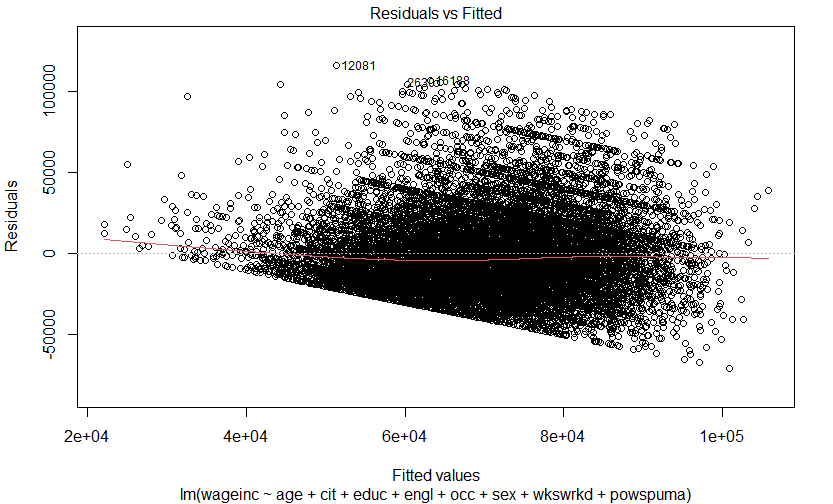 Residuals vs Fitted
Residuals
100000
50000
0
-50000
12081
16188
2e+04 4e+04 6e+04 8e+04 1e+05
Fitted values
lm(wageinc ~ age + cit + educ + engl + occ + sex + wkswrkd + powspuma)